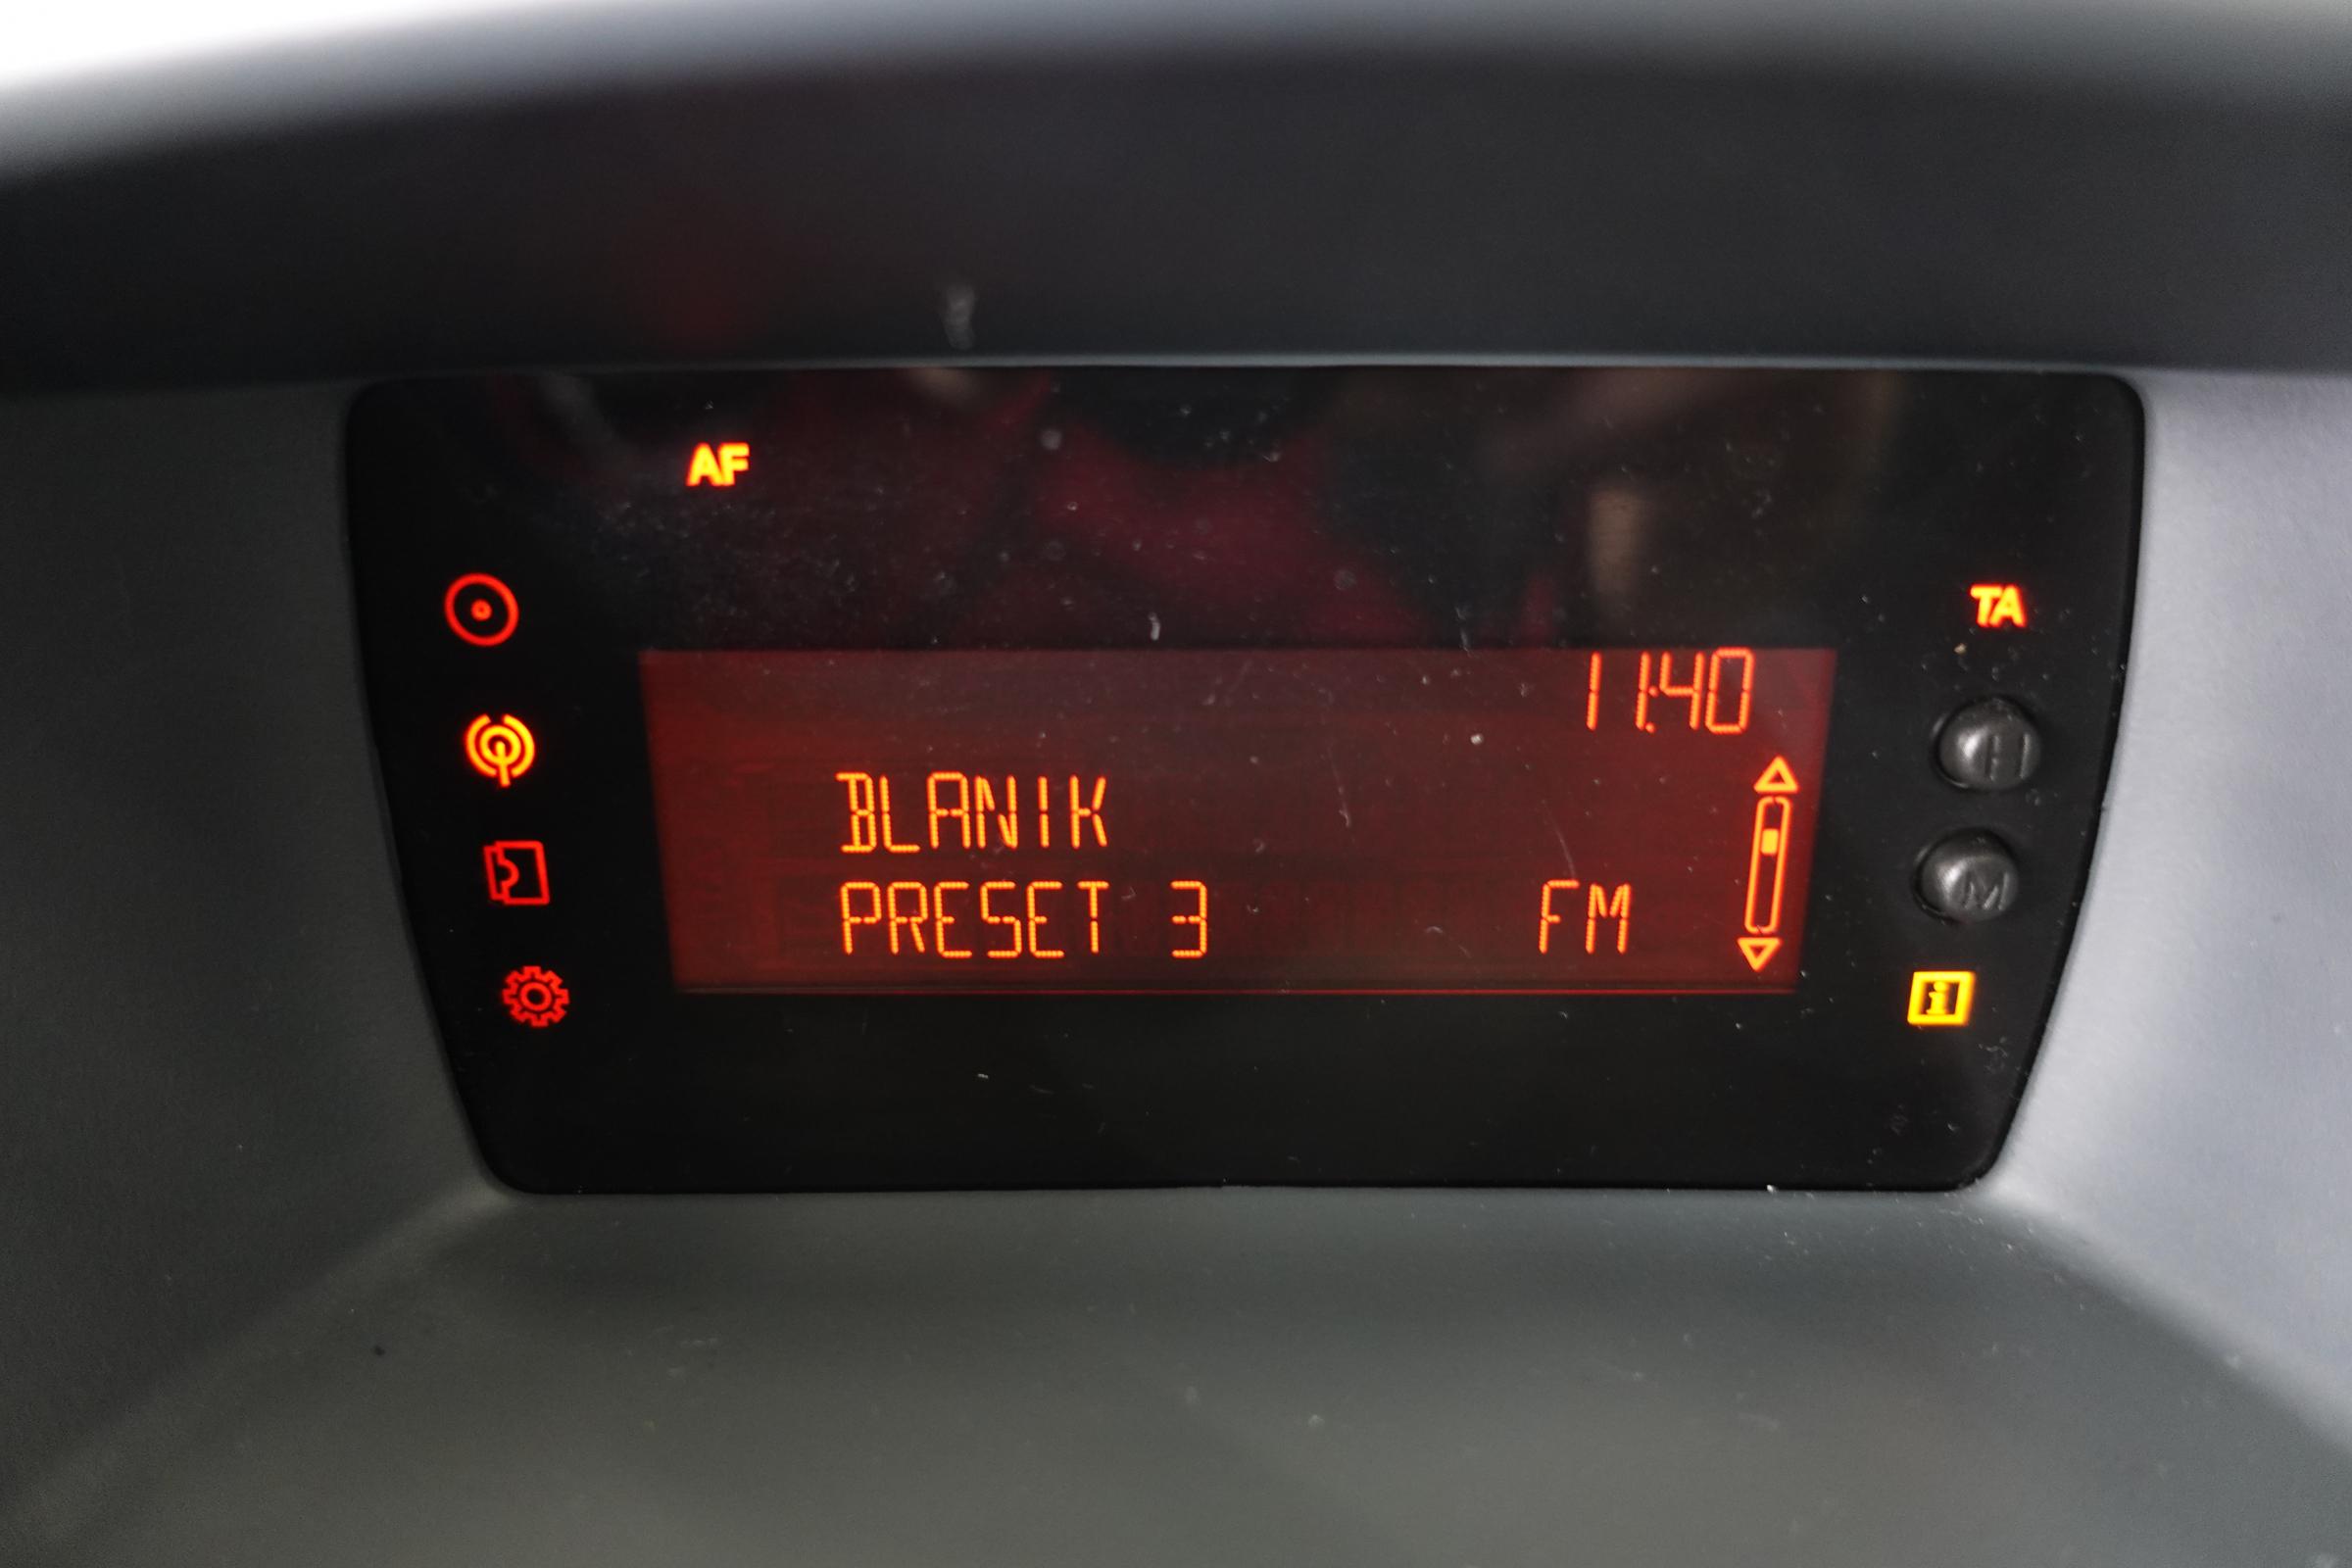 AF
TA
11:40
H
BLANIK
M
PRESET 3 FM
i